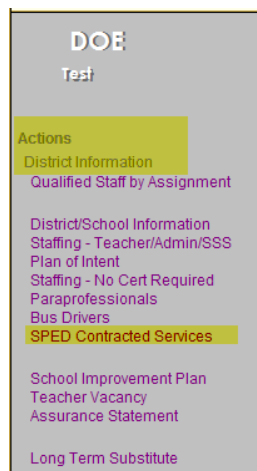 DOE
Test
Actions
District Information
Qualified Staff by Assignment
District/School Information
Staffing - Teacher/Admin/SSS
Plan of Intent
Staffing - No Cert Required
Paraprofessionals
Bus Drivers
SPED Contracted Services
School Improvement Plan
Teacher Vacancy
Assurance Statement
Long Term Substitute